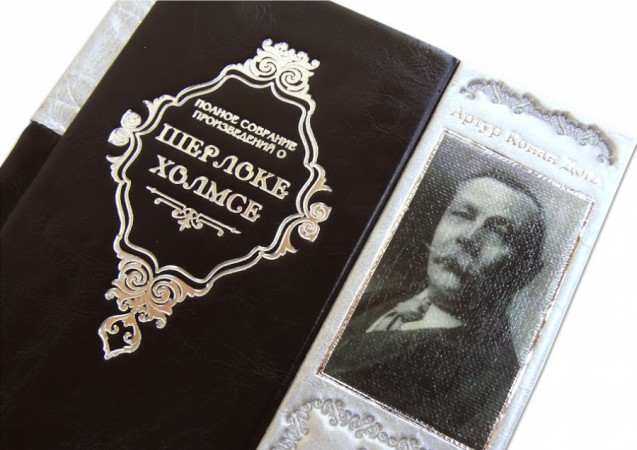 ПОЛНОЕ СОБРАНИЕ
ПРОИЗВЕДЕНИЙ О
ШЕРЛОКЕ
ХОЛМСЕ
Артур Конан Дойл